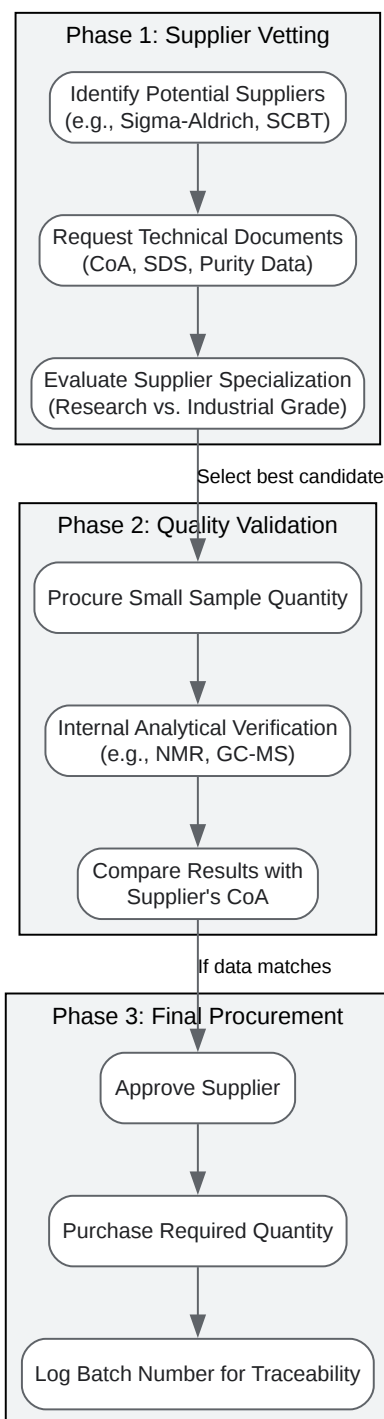 Phase 1: Supplier Vetting
Identify Potential Suppliers
(e.g., Sigma-Aldrich, SCBT)
Request Technical Documents
(CoA, SDS, Purity Data)
Evaluate Supplier Specialization
(Research vs. Industrial Grade)
Select best candidate
Phase 2: Quality Validation
Procure Small Sample Quantity
Internal Analytical Verification
(e.g., NMR, GC-MS)
Compare Results with
Supplier's CoA
If data matches
Phase 3: Final Procurement
Approve Supplier
Purchase Required Quantity
Log Batch Number for Traceability